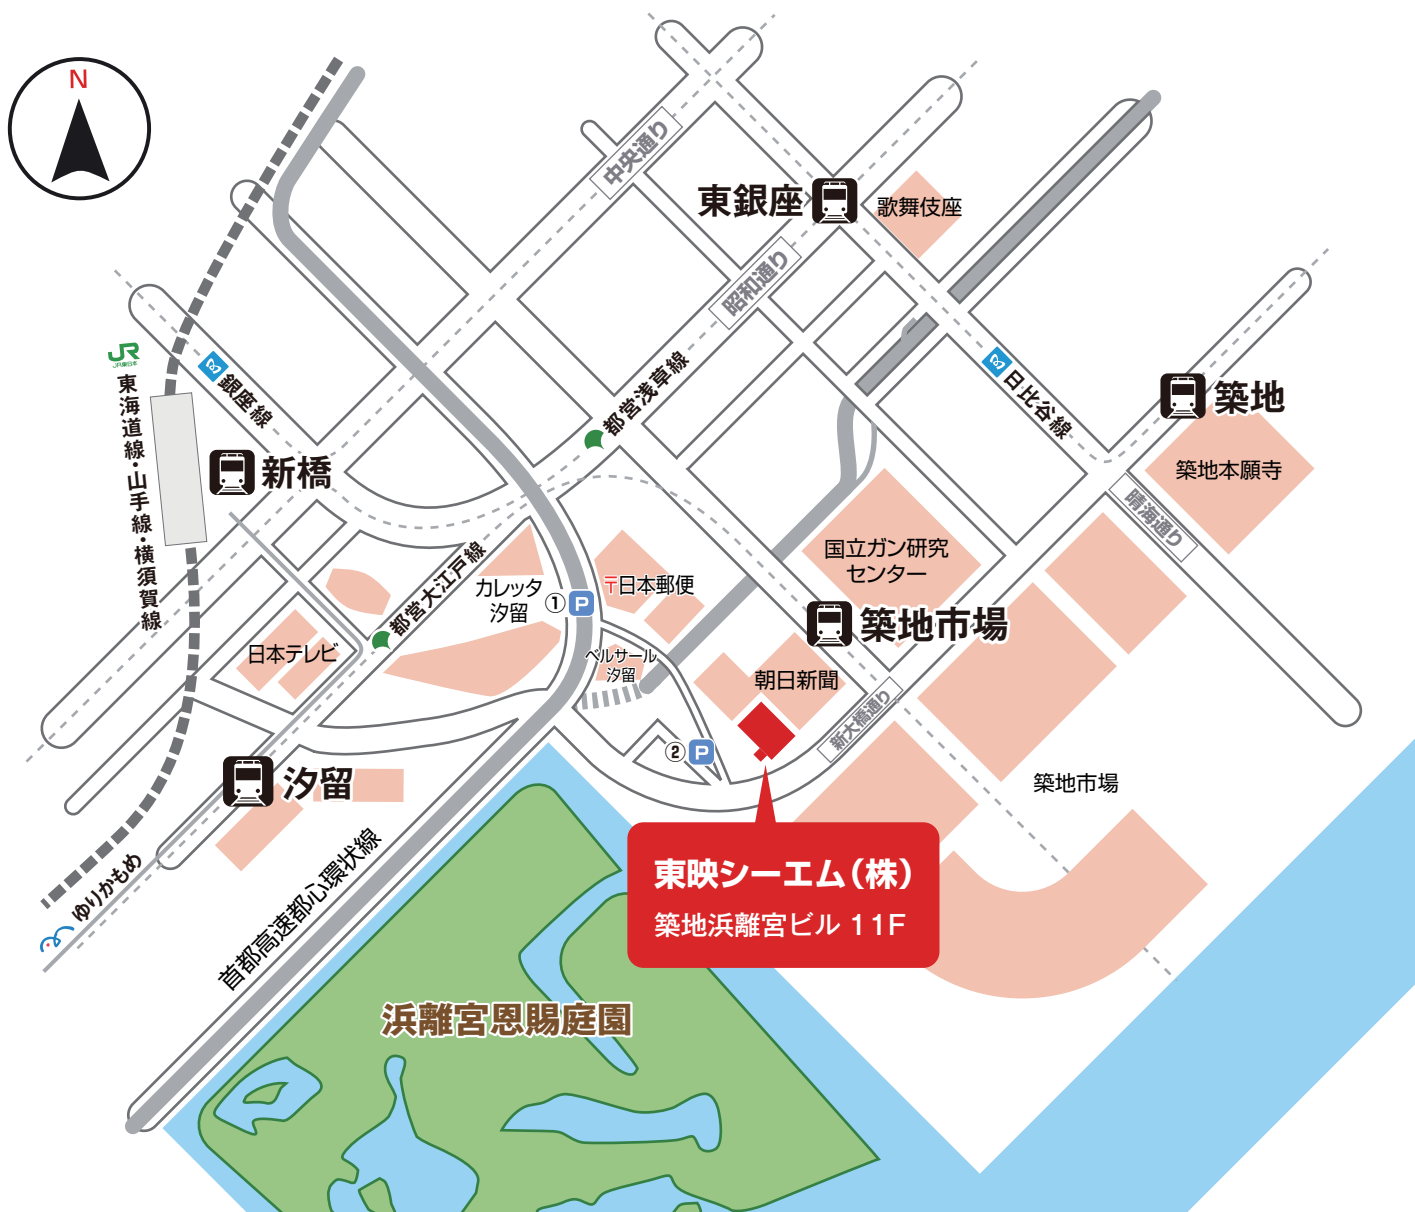 N
中央通り
東銀座
歌舞伎座
昭和通り
JR
JR東日本
東海道線・山手線・横須賀線
銀座線
都営浅草線
日比谷線
築地
新橋
築地本願寺
晴海通り
国立ガン研究
センター
都営大江戸線
カレッタ
汐留
① P
〒日本郵便
築地市場
日本テレビ
ベルサール
汐留
朝日新聞
新大橋通り
② P
汐留
築地市場
ゆりかもめ
首都高速都心環状線
東映シーエム(株)
築地浜離宮ビル 11F
浜離宮恩賜庭園